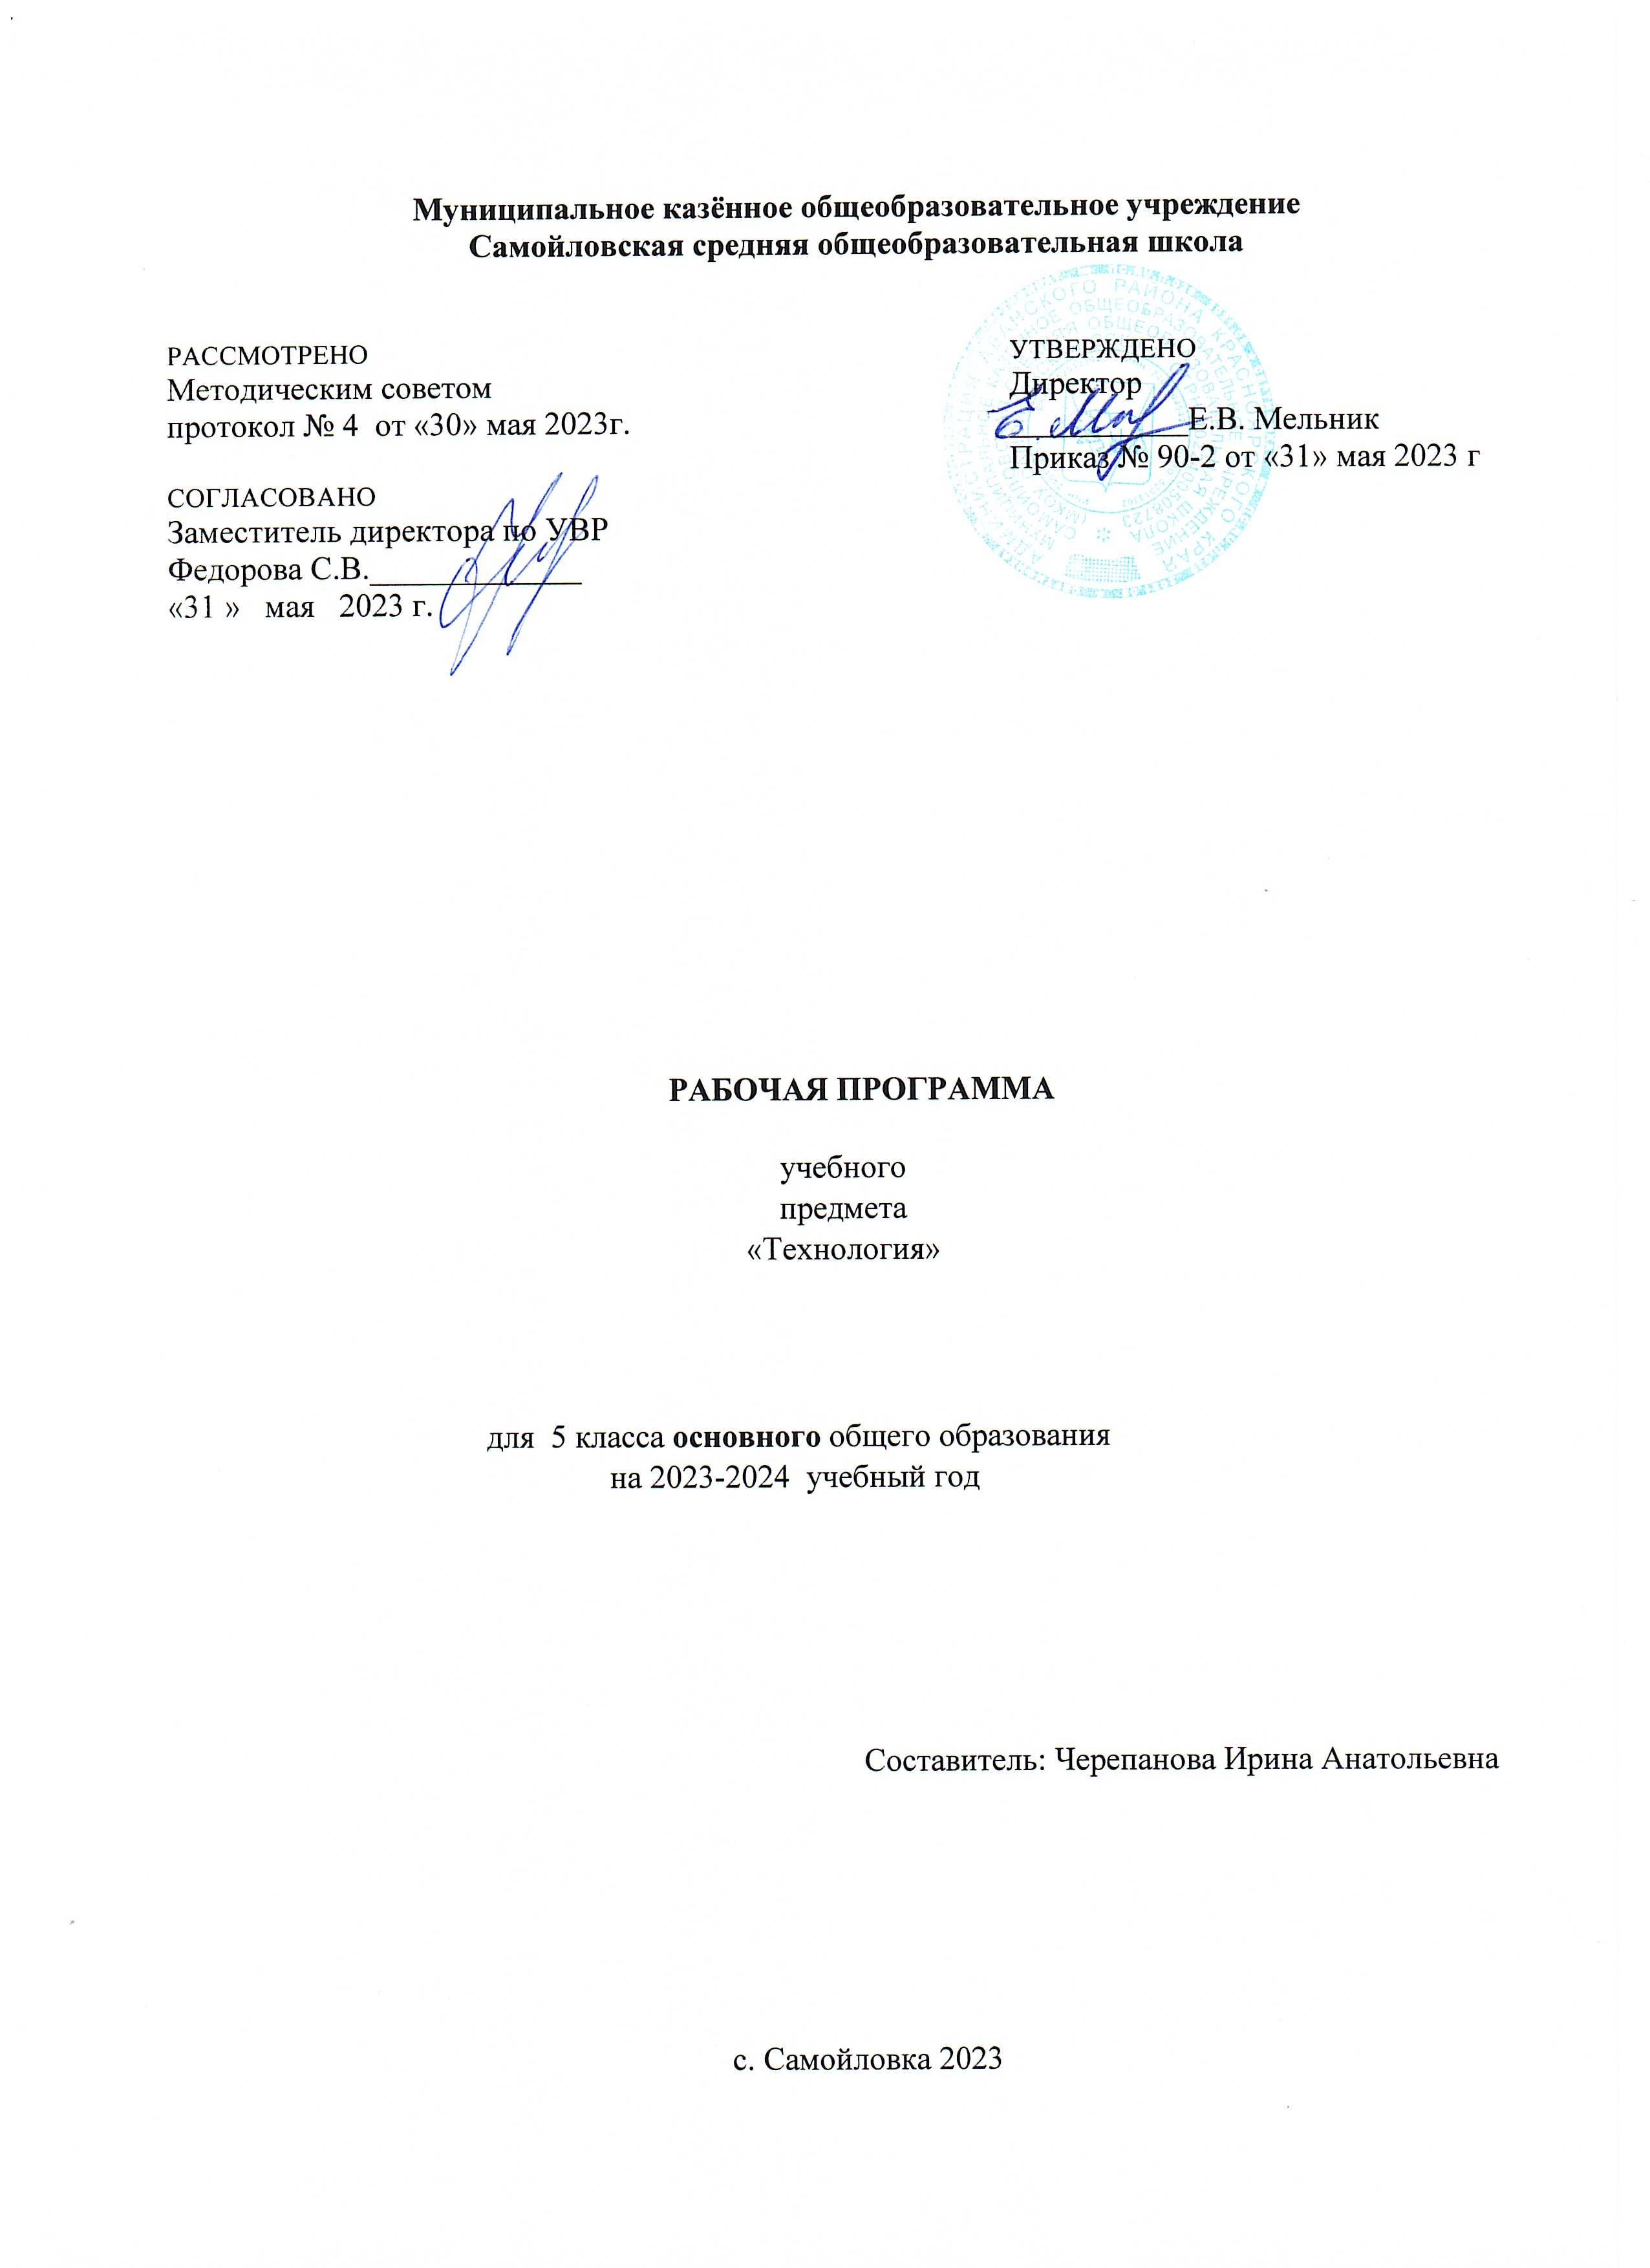 Муниципальное казённое общеобразовательное учреждение
Самойловская средняя общеобразовательная школа
РАССМОТРЕНО
Методическим советом
протокол № 4 от «30» мая 2023г.
СОГЛАСОВАНО
Заместитель директора по УВР
Федорова С.В._____________
«31 » мая 2023 г.
УТВЕРЖДЕНО
Директор
___________Е.В. Мельник
Приказ № 90-2 от «31» мая 2023 г
РАБОЧАЯ ПРОГРАММА
учебного
предмета
«Технология»
для 5 класса основного общего образования
на 2023-2024 учебный год
Составитель: Черепанова Ирина Анатольевна
с. Самойловка 2023